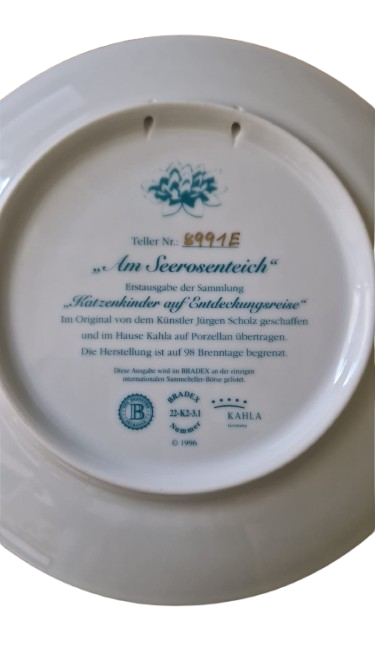 Teller Nr.: 8991E
„Am Seerosenteich“
Erstausgabe der Sammlung
„Katzenkinder auf Entdeckungsreise“
Im Original von dem Künstler Jürgen Scholz geschaffen
und im Hause Kahla auf Porzellan übertragen.
Die Herstellung ist auf 98 Brenntage begrenzt.
Diese Ausgabe wird im BRADEX an der einzigen
internationalen Sammelteller-Börse gelistet.
B
BRADEX
22-K2-3.1
Nummer
KAHLA
© 1996